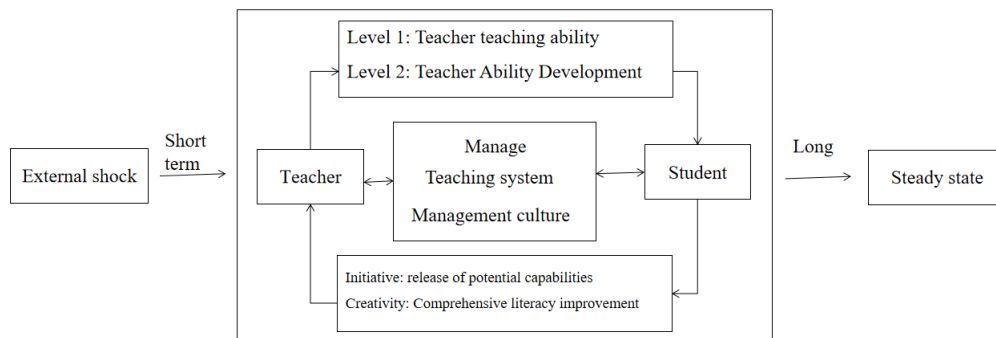 Level 1: Teacher teaching ability
Level 2: Teacher Ability Development
External shock
Short
term
Teacher
Manage
Teaching system
Management culture
Student
Long
Steady state
Initiative: release of potential capabilities
Creativity: Comprehensive literacy improvement